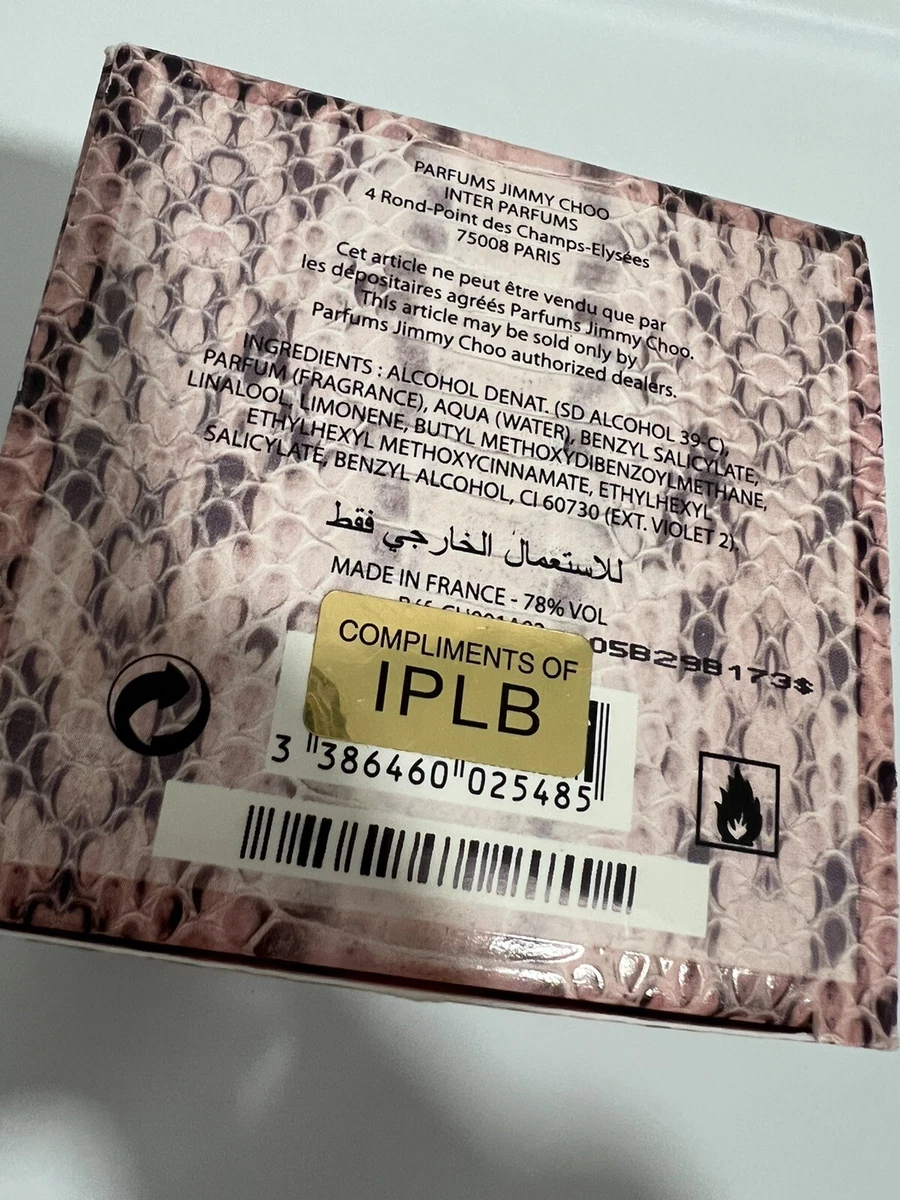 PARFUMS JIMMY CHOO
INTER PARFUMS
4 Rond-Point des Champs-Elysées
75008 PARIS
Cet article ne peut être vendu que par
les dépositaires agréés Parfums Jimmy Choo.
This article may be sold only by
Parfums Jimmy Choo authorized dealers.
INGREDIENTS : ALCOHOL DENAT. (SD ALCOHOL 39-C),
PARFUM (FRAGRANCE), AQUA (WATER), BENZYL SALICYLATE,
LINALOOL, LIMONENE, BUTYL METHOXYDIBENZOYLMETHANE,
ETHYLHEXYL METHOXYCINNAMATE, ETHYLHEXYL
SALICYLATE, BENZYL ALCOHOL, CI 60730 (EXT. VIOLET 2).
للاستعمال الخارجي فقط
MADE IN FRANCE - 78% VOL
05B29B173$
COMPLIMENTS OF
IPLB
3 386460 025485